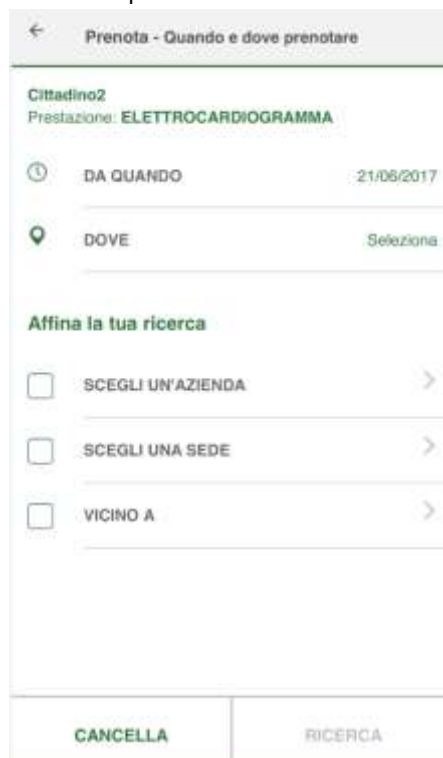 Prenota - Quando e dove prenotare
Cittadino2
Prestazione: ELETTROCARDIOGRAMMA
DA QUANDO 21/06/2017
DOVE Seleziona
Affina la tua ricerca
SCEGLI UN'AZIENDA
SCEGLI UNA SEDE
VICINO A
CANCELLA RICERCA